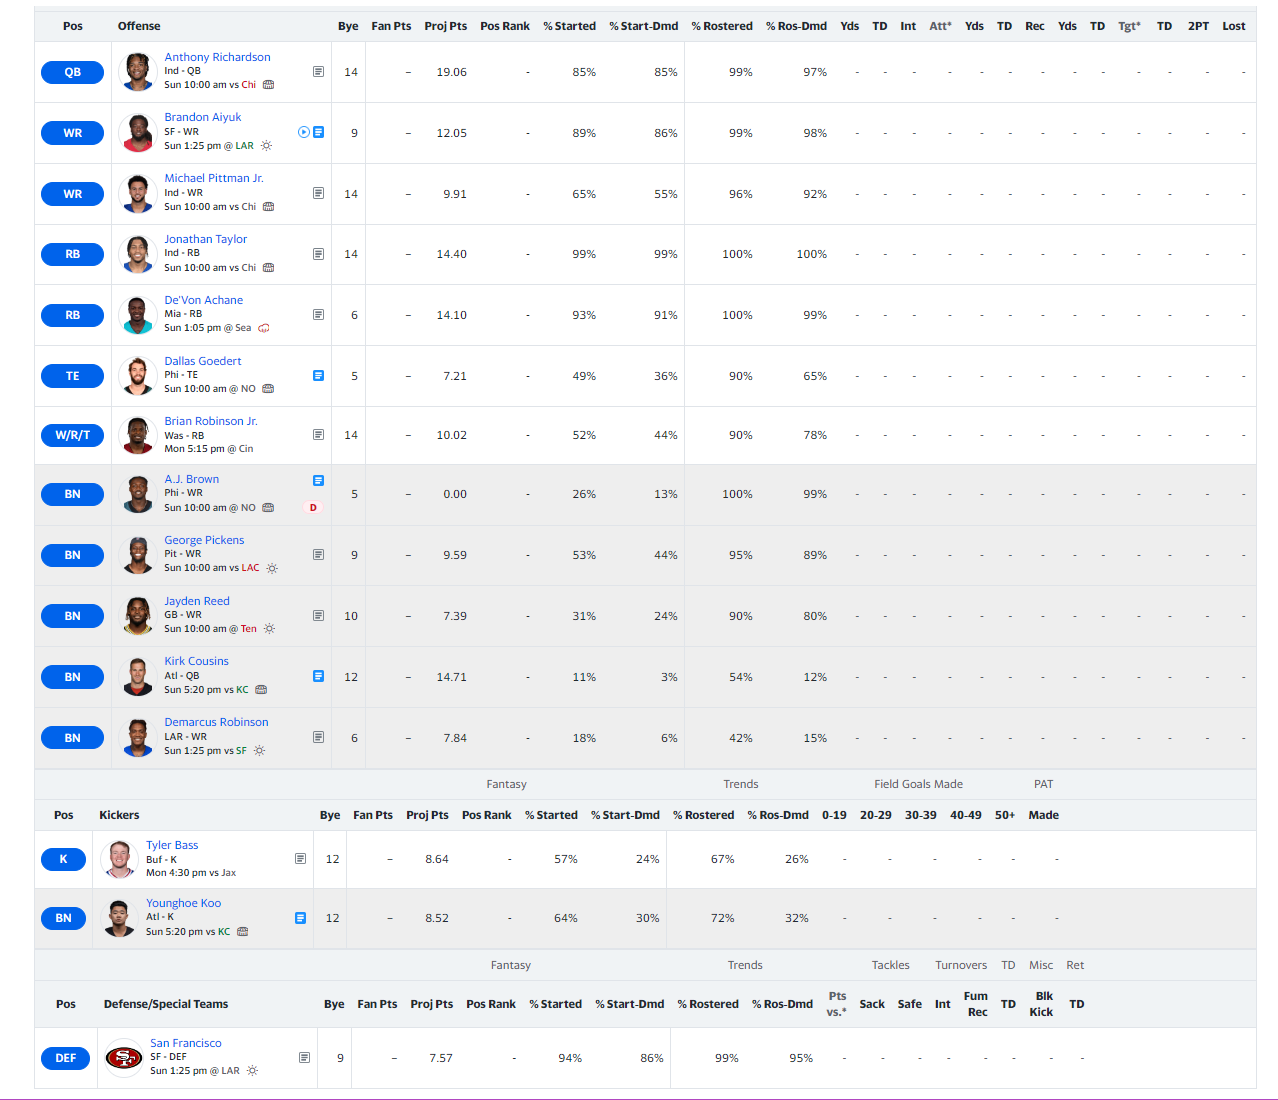 Pos Offense Bye Fan Pts Proj Pts Pos Rank % Started % Start-Dmd % Rostered % Ros-Dmd Yds TD Int Att* Yds TD Rec Yds TD Tgt* TD 2PT Lost
Anthony Richardson
QB Ind - QB 14 – 19.06 - 85% 85% 99% 97% - - - - - - - - - - - - -
Sun 10:00 am vs Chi
Brandon Aiyuk
WR SF - WR 9 – 12.05 - 89% 86% 99% 98% - - - - - - - - - - - - -
Sun 1:25 pm @ LAR
Michael Pittman Jr.
WR Ind - WR 14 – 9.91 - 65% 55% 96% 92% - - - - - - - - - - - - -
Sun 10:00 am vs Chi
Jonathan Taylor
RB Ind - RB 14 – 14.40 - 99% 99% 100% 100% - - - - - - - - - - - - -
Sun 10:00 am vs Chi
De'Von Achane
RB Mia - RB 6 – 14.10 - 93% 91% 100% 99% - - - - - - - - - - - - -
Sun 1:05 pm @ Sea
Dallas Goedert
TE Phi - TE 5 – 7.21 - 49% 36% 90% 65% - - - - - - - - - - - - -
Sun 10:00 am @ NO
Brian Robinson Jr.
W/R/T Was - RB 14 – 10.02 - 52% 44% 90% 78% - - - - - - - - - - - - -
Mon 5:15 pm @ Cin
A.J. Brown
BN Phi - WR 5 – 0.00 - 26% 13% 100% 99% - - - - - - - - - - - - -
Sun 10:00 am @ NO D
George Pickens
BN Pit - WR 9 – 9.59 - 53% 44% 95% 89% - - - - - - - - - - - - -
Sun 10:00 am vs LAC
Jayden Reed
BN GB - WR 10 – 7.39 - 31% 24% 90% 80% - - - - - - - - - - - - -
Sun 10:00 am @ Ten
Kirk Cousins
BN Atl - QB 12 – 14.71 - 11% 3% 54% 12% - - - - - - - - - - - - -
Sun 5:20 pm vs KC
Demarcus Robinson
BN LAR - WR 6 – 7.84 - 18% 6% 42% 15% - - - - - - - - - - - - -
Sun 1:25 pm vs SF
Fantasy Trends Field Goals Made PAT
Pos Kickers Bye Fan Pts Proj Pts Pos Rank % Started % Start-Dmd % Rostered % Ros-Dmd 0-19 20-29 30-39 40-49 50+ Made
Tyler Bass
K Buf - K 12 – 8.64 - 57% 24% 67% 26% - - - - - -
Mon 4:30 pm vs Jax
Younghoe Koo
BN Atl - K 12 – 8.52 - 64% 30% 72% 32% - - - - - -
Sun 5:20 pm vs KC
Fantasy Trends Tackles Turnovers TD Misc Ret
Pos Defense/Special Teams Bye Fan Pts Proj Pts Pos Rank % Started % Start-Dmd % Rostered % Ros-Dmd Pts vs.* Sack Safe Int Fum Rec TD Blk Kick TD
San Francisco
DEF SF - DEF 9 – 7.57 - 94% 86% 99% 95% - - - - - - - -
Sun 1:25 pm @ LAR